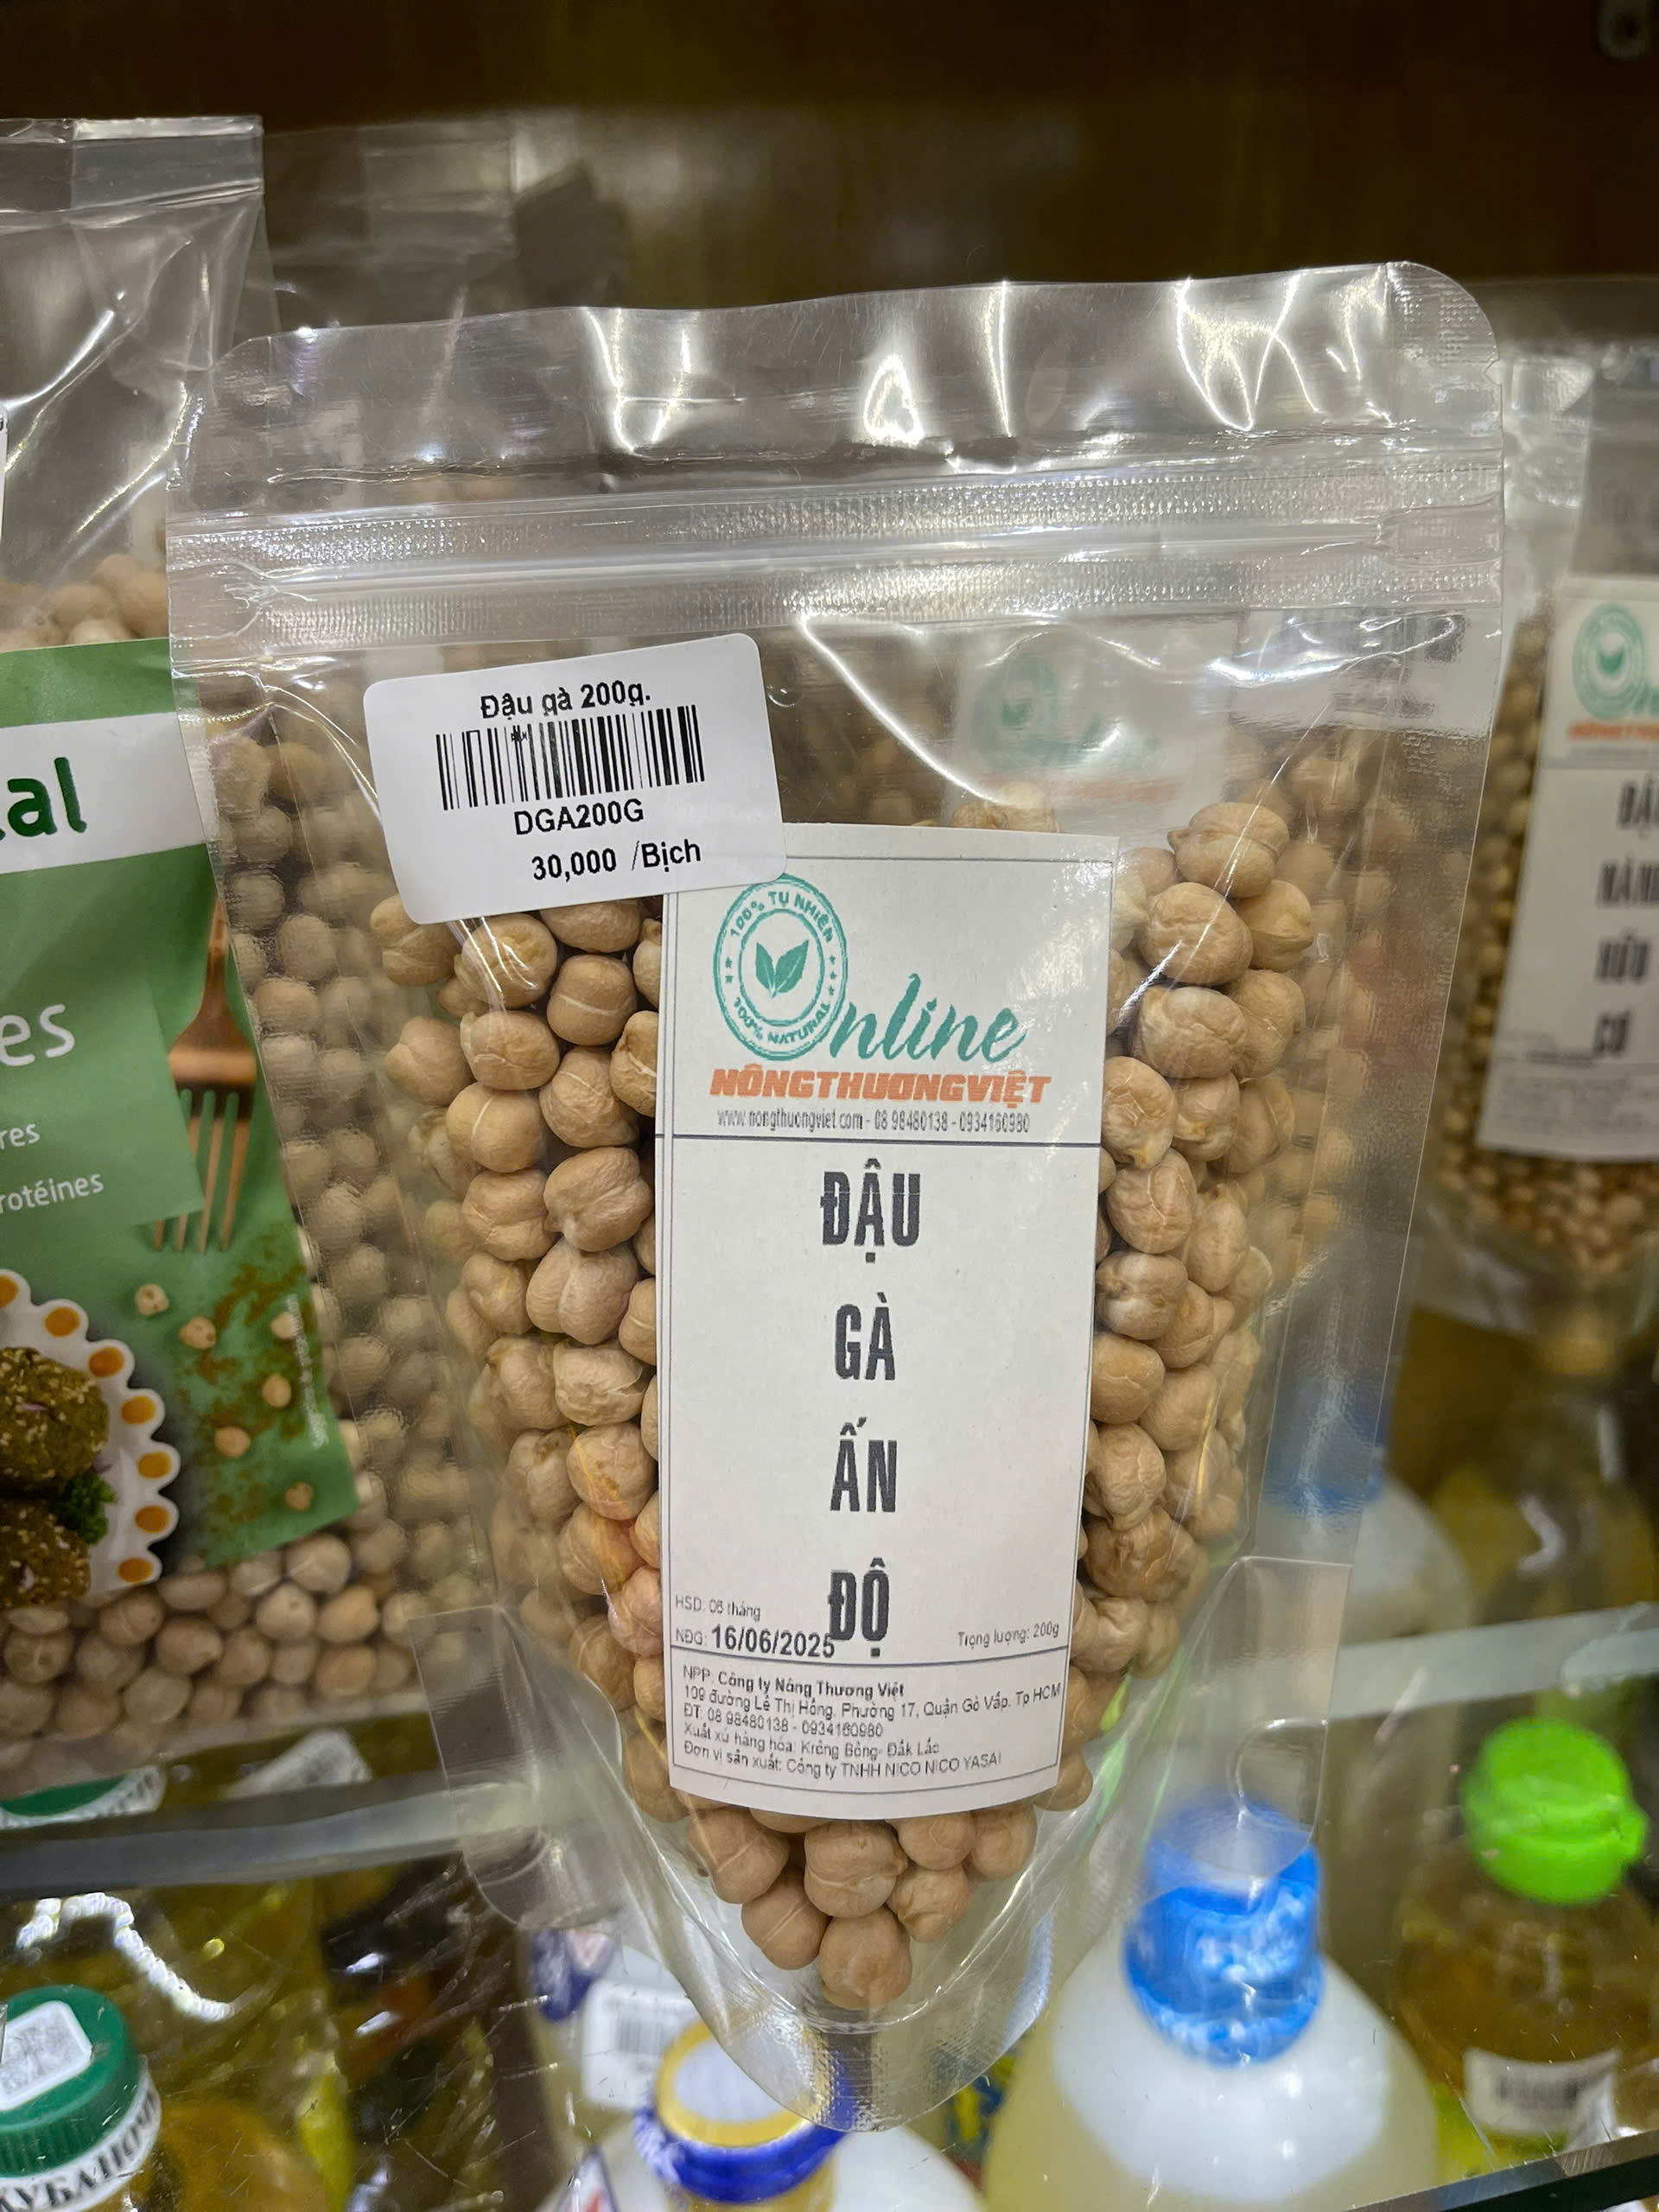 Đậu gà 200g.
DGA200G
30,000 /Bịch
100% TỰ NHIÊN
100% NATURAL
Online
NÔNGTHƯƠNGVIỆT
www.nongthuongviet.com - 08 98480138 - 0934160980
ĐẬU
GÀ
ẤN
ĐỘ
HSD: 06 tháng
NĐG: 16/06/2025
Trọng lượng: 200g
NPP: Công ty Nông Thương Việt
109 đường Lê Thị Hồng, Phường 17, Quận Gò Vấp, Tp HCM
ĐT: 08 98480138 - 0934160980
Xuất xứ hàng hóa: Krông Bông- Đắk Lắc
Đơn vị sản xuất: Công ty TNHH NICO NICO YASAI
al
es
res
rotéines
HỮU
CƠ